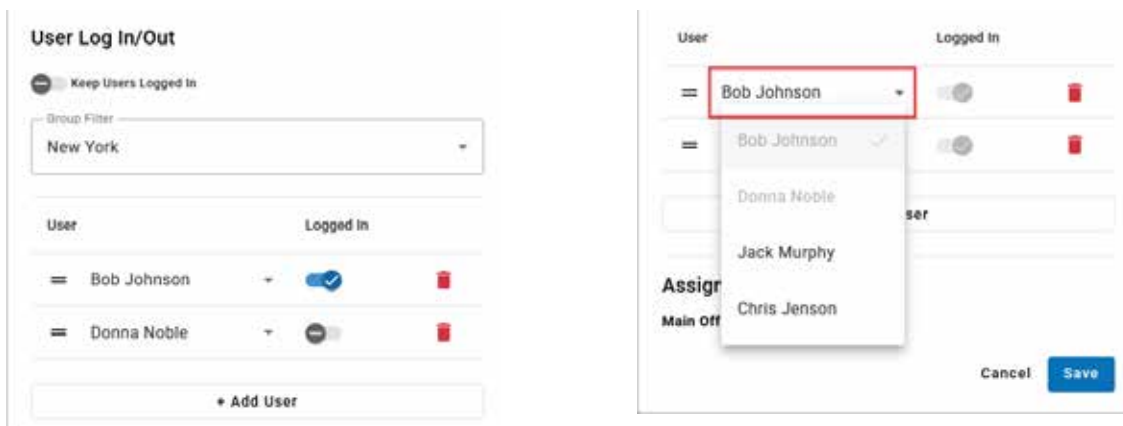 User Log In/Out
Keep Users Logged In
Group Filter
New York
User Logged In
Bob Johnson
Donna Noble
+ Add User
User Logged In
Bob Johnson
Bob Johnson
Donna Noble
ser
Jack Murphy
Assign
Chris Jenson
Main Off
Cancel Save